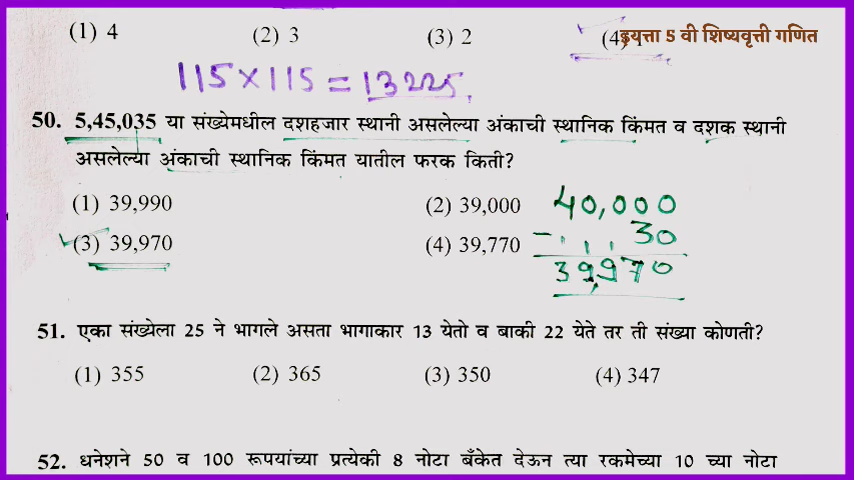 (1) 4 (2) 3 (3) 2 (4) 1
इयत्ता 5 वी शिष्यवृत्ती गणित
115×115 = 13225
50. 5,45,035 या संख्येमधील दशहजार स्थानी असलेल्या अंकाची स्थानिक किंमत व दशक स्थानी
असलेल्या अंकाची स्थानिक किंमत यातील फरक किती?
(1) 39,990 (2) 39,000
(3) 39,970 (4) 39,770
40,000
- 30
39,970
51. एका संख्येला 25 ने भागले असता भागाकार 13 येतो व बाकी 22 येते तर ती संख्या कोणती?
(1) 355 (2) 365 (3) 350 (4) 347
52. धनेशने 50 व 100 रूपयांच्या प्रत्येकी 8 नोटा बँकेत देऊन त्या रकमेच्या 10 च्या नोटा